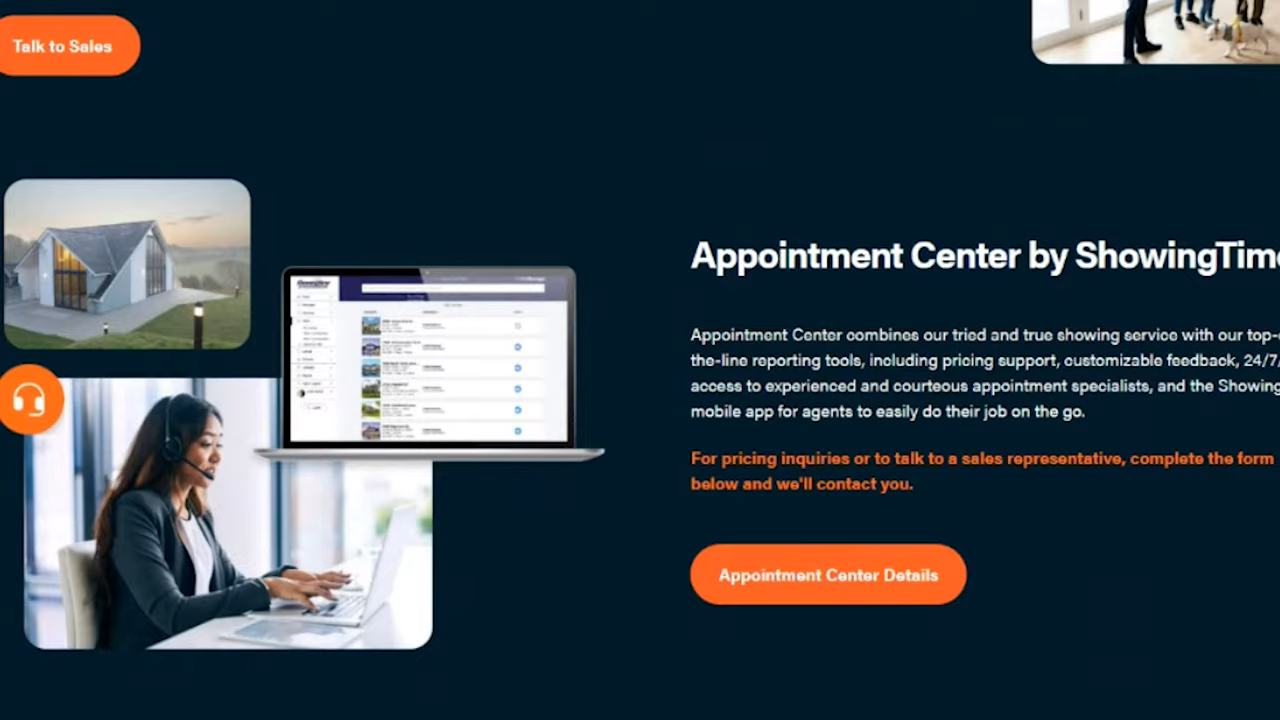 Talk to Sales
Appointment Center by ShowingTime
Appointment Center combines our tried and true showing service with our top-
the-line reporting tools, including pricing support, customizable feedback, 24/7,
access to experienced and courteous appointment specialists, and the Showing
mobile app for agents to easily do their job on the go.
For pricing inquiries or to talk to a sales representative, complete the form
below and we'll contact you.
Appointment Center Details